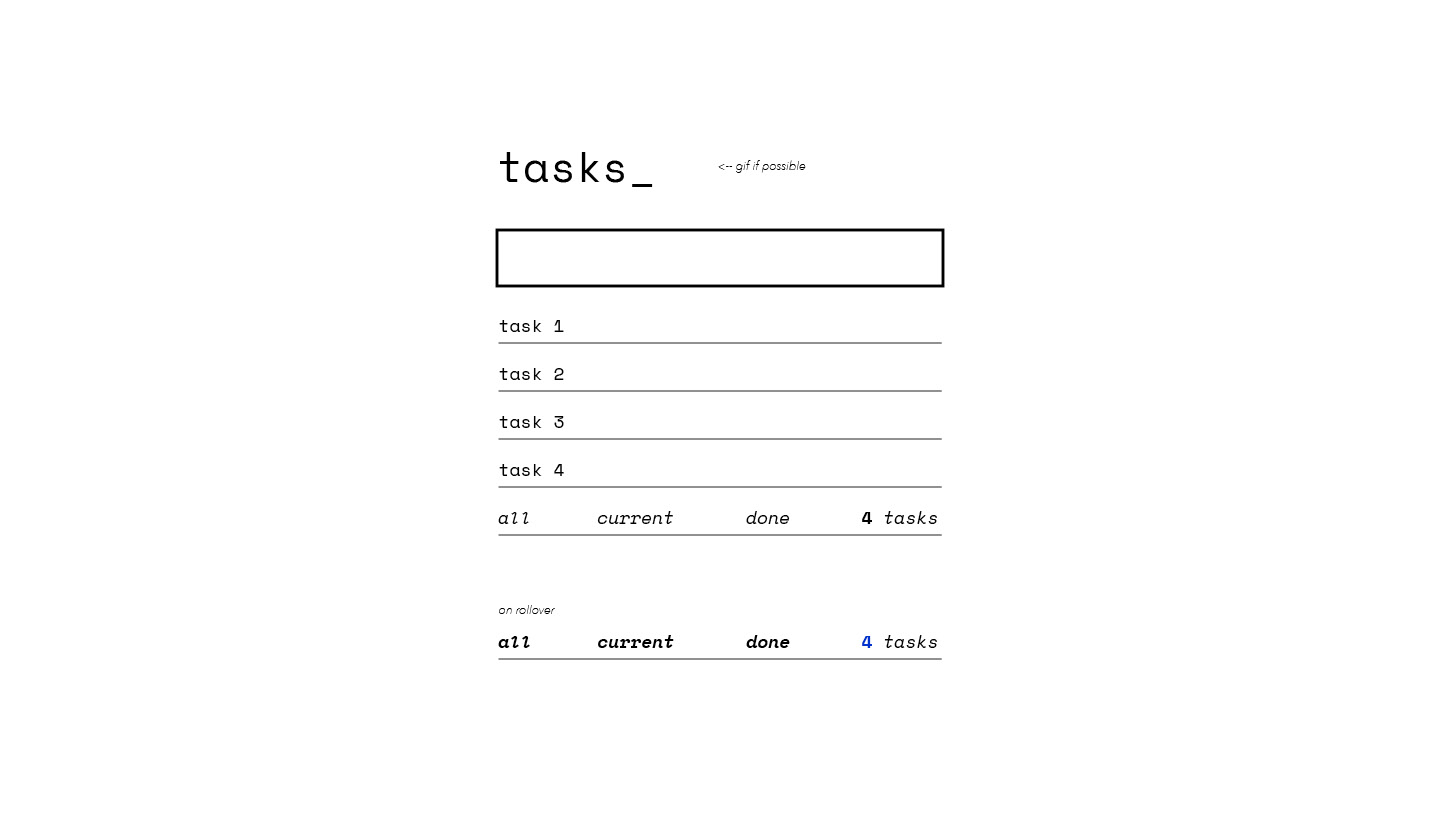 tasks_ <-- gif if possible
task 1
task 2
task 3
task 4
all current done 4 tasks
on rollover
all current done 4 tasks